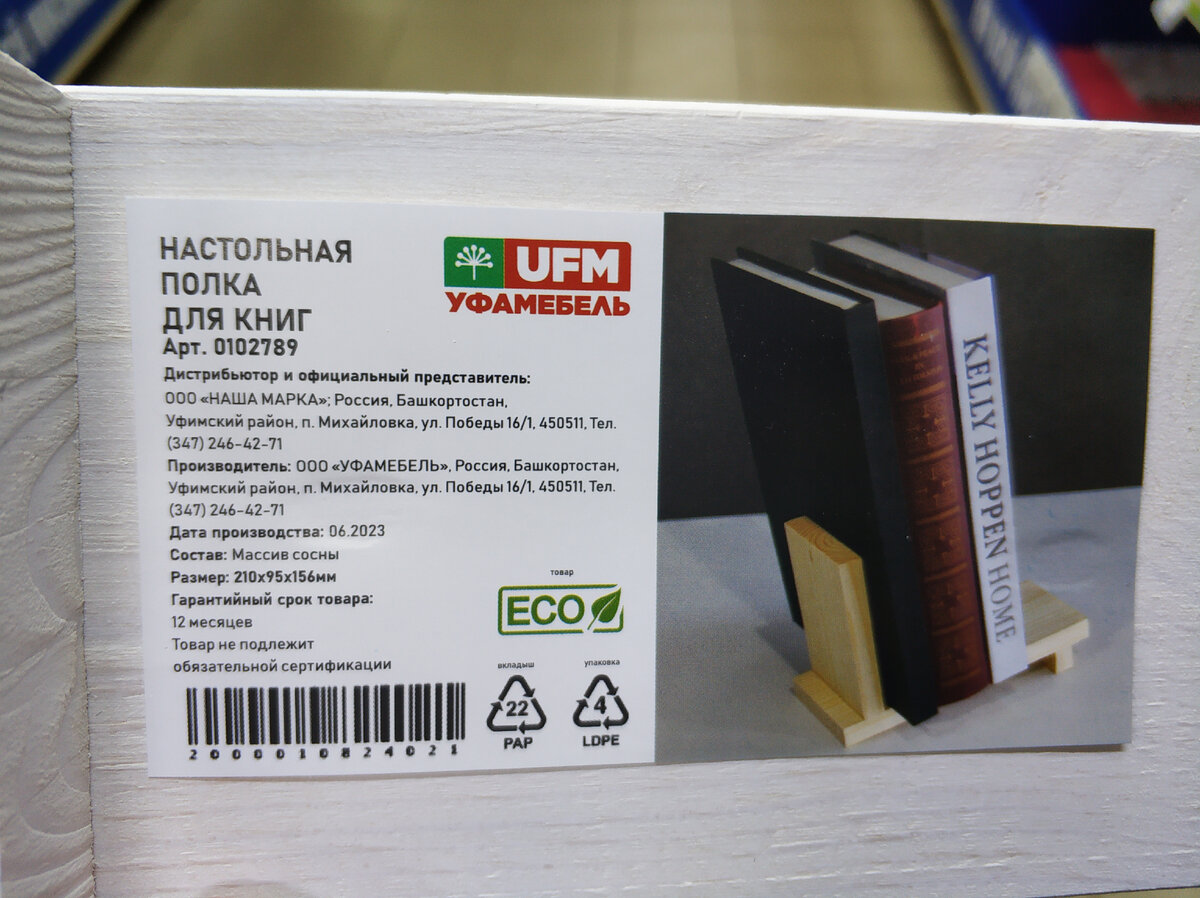 НАСТОЛЬНАЯ
ПОЛКА
ДЛЯ КНИГ
Арт. 0102789
UFM
УФАМЕБЕЛЬ
Дистрибьютор и официальный представитель:
ООО «НАША МАРКА»; Россия, Башкортостан,
Уфимский район, п. Михайловка, ул. Победы 16/1, 450511, Тел.
(347) 246-42-71
Производитель: ООО «УФАМЕБЕЛЬ», Россия, Башкортостан,
Уфимский район, п. Михайловка, ул. Победы 16/1, 450511, Тел.
(347) 246-42-71
Дата производства: 06.2023
Состав: Массив сосны
Размер: 210х95х156мм
Гарантийный срок товара:
12 месяцев
Товар не подлежит
обязательной сертификации
товар
ECO
вкладыш
22
PAP
упаковка
4
LDPE
2000010824021
KELLY HOPPEN HOME